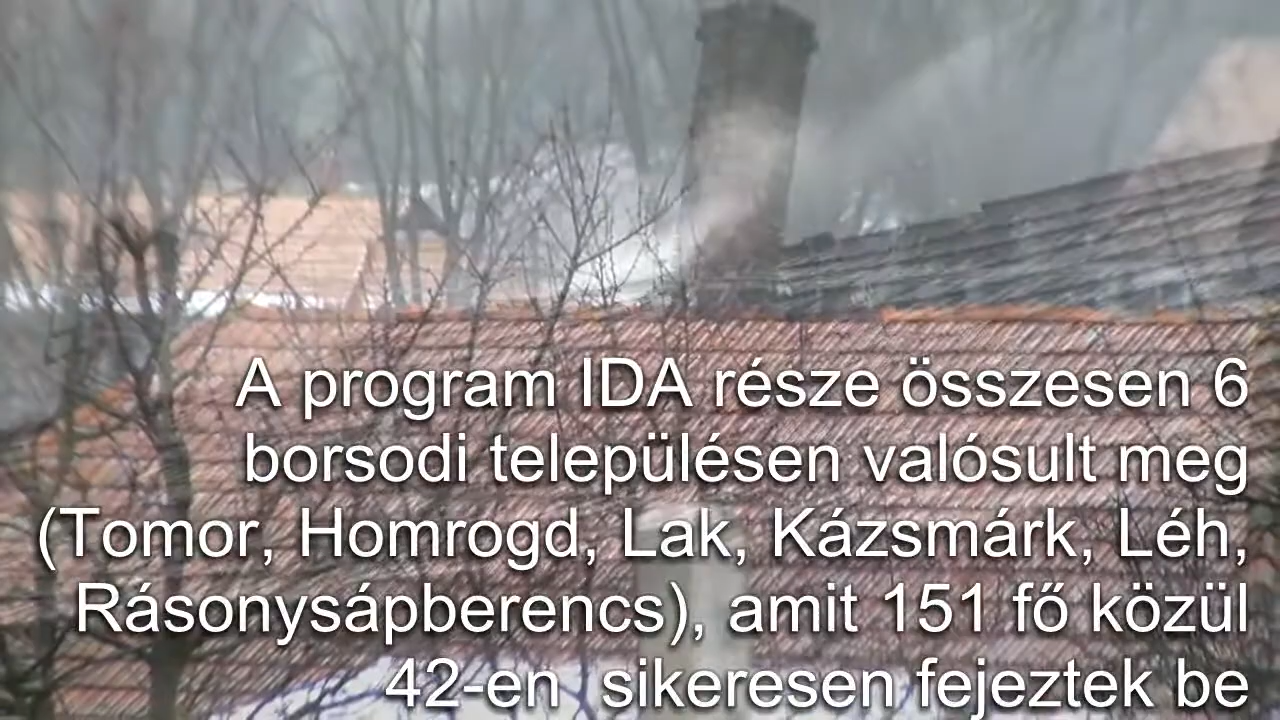 A program IDA része összesen 6
borsodi településen valósult meg
(Tomor, Homrogd, Lak, Kázsmárk, Léh,
Rásonysápberencs), amit 151 fő közül
42-en  sikeresen fejeztek be